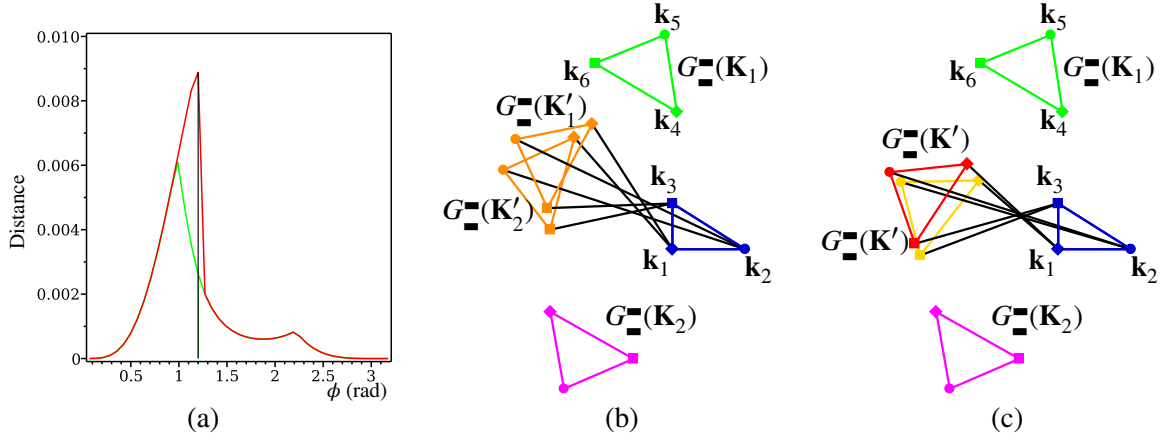 0.010
0.008
0.006
0.004
0.002
0
Distance
0.5 1 1.5 2 2.5 3
ϕ (rad)
(a)
k₅
k₆
G(K₁)
k₄
G(K′₁)
k₃
G(K′₂)
k₁
k₂
G(K₂)
(b)
k₅
k₆
G(K₁)
k₄
G(K′)
k₃
G(K′)
k₁
k₂
G(K₂)
(c)